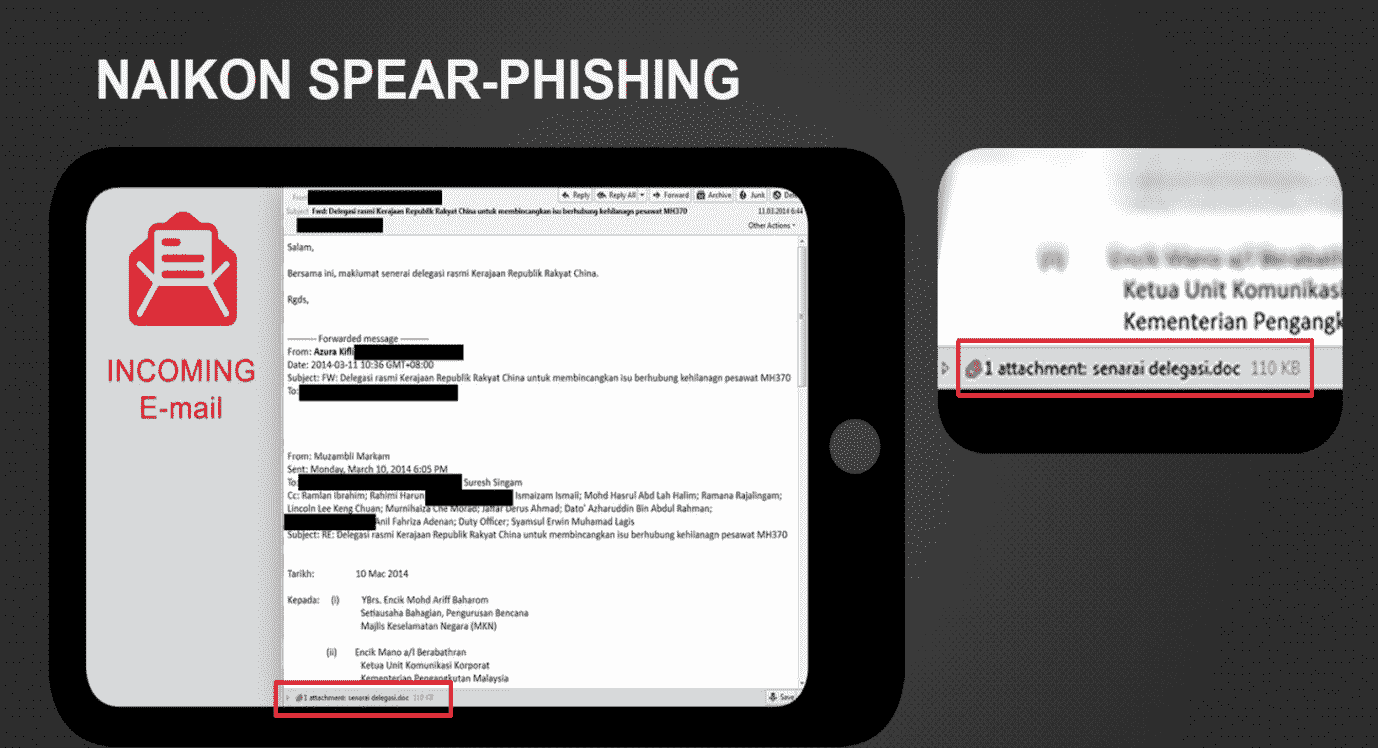 NAIKON SPEAR-PHISHING
INCOMING
E-mail
From:
Reply Reply All Forward Archive Junk
Subject: Fwd: Delegasi rasmi Kerajaan Republik Rakyat China untuk membincangkan isu berhubung kehilanagn pesawat MH370 11.03.2014 6:44
Other Actions
Salam,
Bersama ini, maklumat senerai delegasi rasmi Kerajaan Republik Rakyat China.
Rgds,
---------- Forwarded message ----------
From: Azura Kifli
Date: 2014-03-11 10:36 GMT+08:00
Subject: FW: Delegasi rasmi Kerajaan Republik Rakyat China untuk membincangkan isu berhubung kehilanagn pesawat MH370
To:
From: Muzambli Markam
Sent: Monday, March 10, 2014 6:05 PM
To: Suresh Singam
Cc: Ramlan Ibrahim; Rahimi Harun Ismaizam Ismail; Mohd Hasrul Abd Lah Halim; Ramana Rajalingam;
Lincoln Lee Keng Chuan; Murnihaiza Che Morad; Jaffar Derus Ahmad; Dato' Azharuddin Bin Abdul Rahman;
Anil Fahriza Adenan; Duty Officer; Syamsul Erwin Muhamad Lagis
Subject: RE: Delegasi rasmi Kerajaan Republik Rakyat China untuk membincangkan isu berhubung kehilanagn pesawat MH370
Tarikh: 10 Mac 2014
Kepada: (i) YBrs. Encik Mohd Ariff Baharom
Setiausaha Bahagian, Pengurusan Bencana
Majlis Keselamatan Negara (MKN)
(ii) Encik Mano a/l Berabathran
Ketua Unit Komunikasi Korporat
Kementerian Pengangkutan Malaysia
1 attachment: senarai delegasi.doc 110 KB
Save
(ii) Encik Mano a/l Berabathr
Ketua Unit Komunikasi
Kementerian Pengangk
1 attachment: senarai delegasi.doc 110 KB